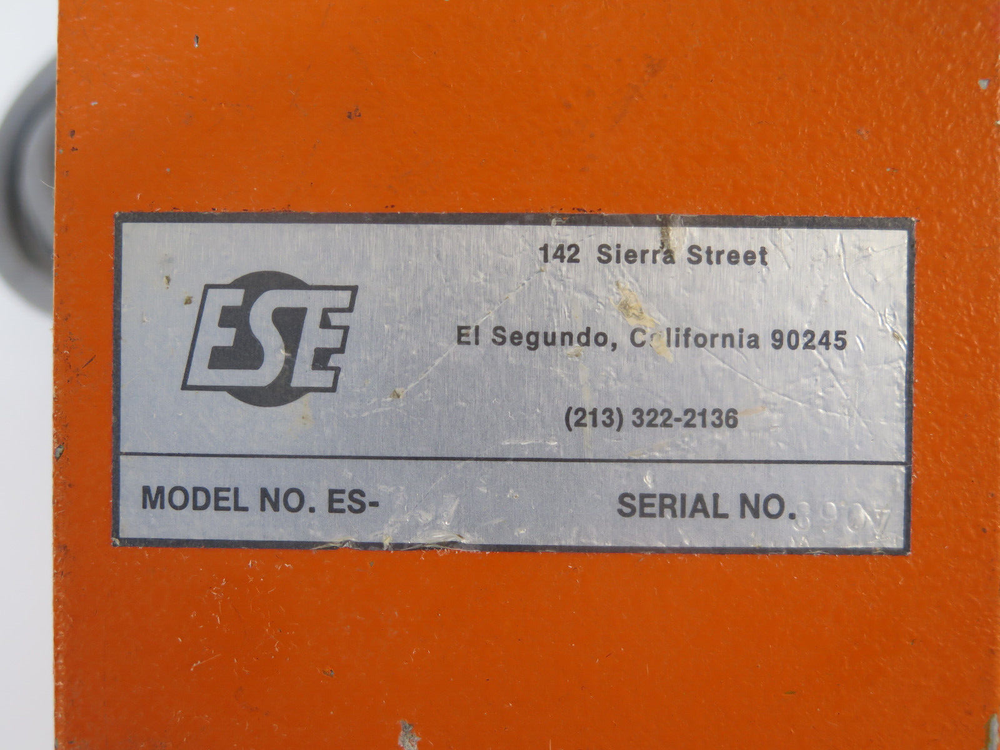 ESE
142 Sierra Street
El Segundo, California 90245
(213) 322-2136
MODEL NO. ES-
SERIAL NO.